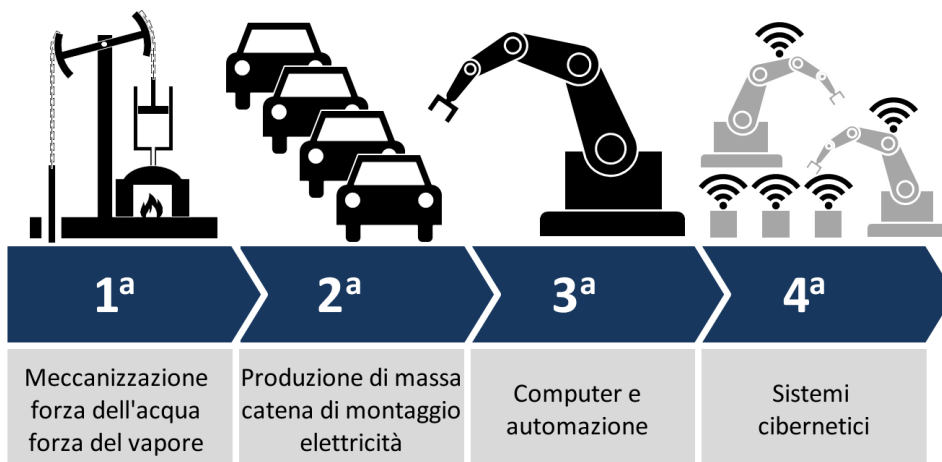 1ª
2ª
3ª
4ª
Meccanizzazione
forza dell'acqua
forza del vapore
Produzione di massa
catena di montaggio
elettricità
Computer e
automazione
Sistemi
cibernetici